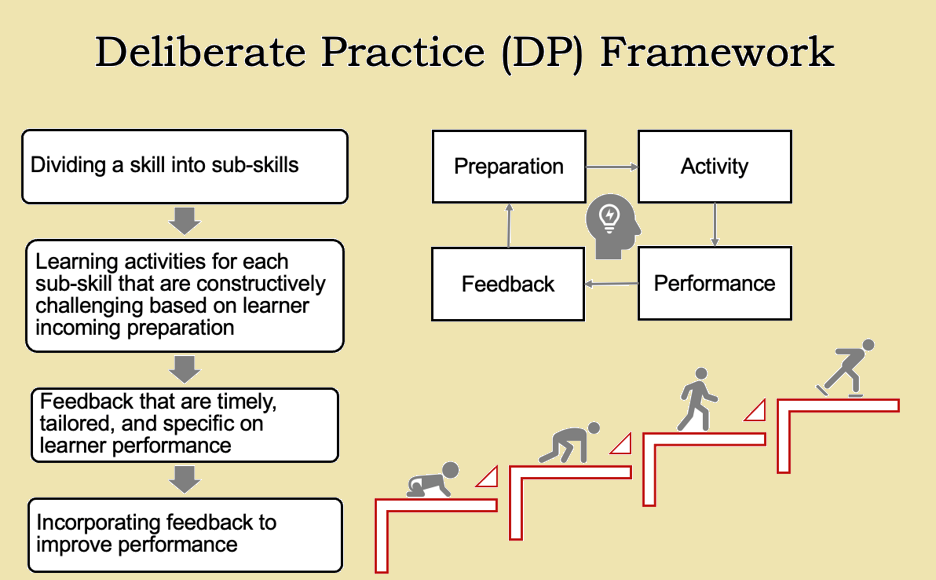 Deliberate Practice (DP) Framework
Dividing a skill into sub-skills
Learning activities for each
sub-skill that are constructively
challenging based on learner
incoming preparation
Feedback that are timely,
tailored, and specific on
learner performance
Incorporating feedback to
improve performance
Preparation
Activity
Feedback
Performance